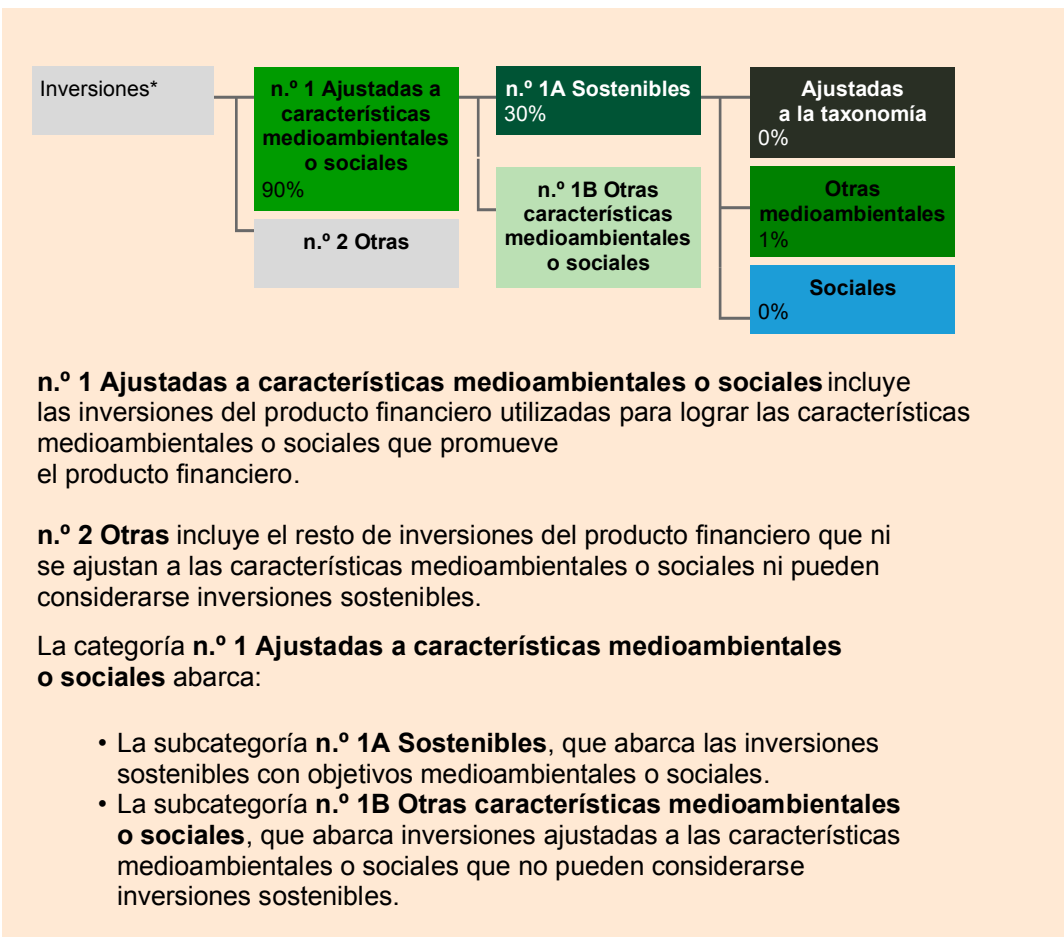 Inversiones*
n.º 1 Ajustadas a
características
medioambientales
o sociales
90%
n.º 2 Otras
n.º 1A Sostenibles
30%
n.º 1B Otras
características
medioambientales
o sociales
Ajustadas
a la taxonomía
0%
Otras
medioambientales
1%
Sociales
0%
n.º 1 Ajustadas a características medioambientales o sociales incluye
las inversiones del producto financiero utilizadas para lograr las características
medioambientales o sociales que promueve
el producto financiero.
n.º 2 Otras incluye el resto de inversiones del producto financiero que ni
se ajustan a las características medioambientales o sociales ni pueden
considerarse inversiones sostenibles.
La categoría n.º 1 Ajustadas a características medioambientales
o sociales abarca:
• La subcategoría n.º 1A Sostenibles, que abarca las inversiones
sostenibles con objetivos medioambientales o sociales.
• La subcategoría n.º 1B Otras características medioambientales
o sociales, que abarca inversiones ajustadas a las características
medioambientales o sociales que no pueden considerarse
inversiones sostenibles.